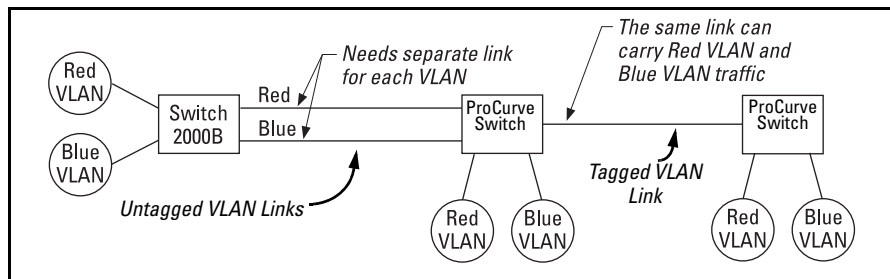 Red
VLAN
Blue
VLAN
Switch
2000B
Red
Blue
Needs separate link
for each VLAN
Untagged VLAN Links
ProCurve
Switch
Red
VLAN
Blue
VLAN
The same link can
carry Red VLAN and
Blue VLAN traffic
Tagged VLAN
Link
ProCurve
Switch
Red
VLAN
Blue
VLAN